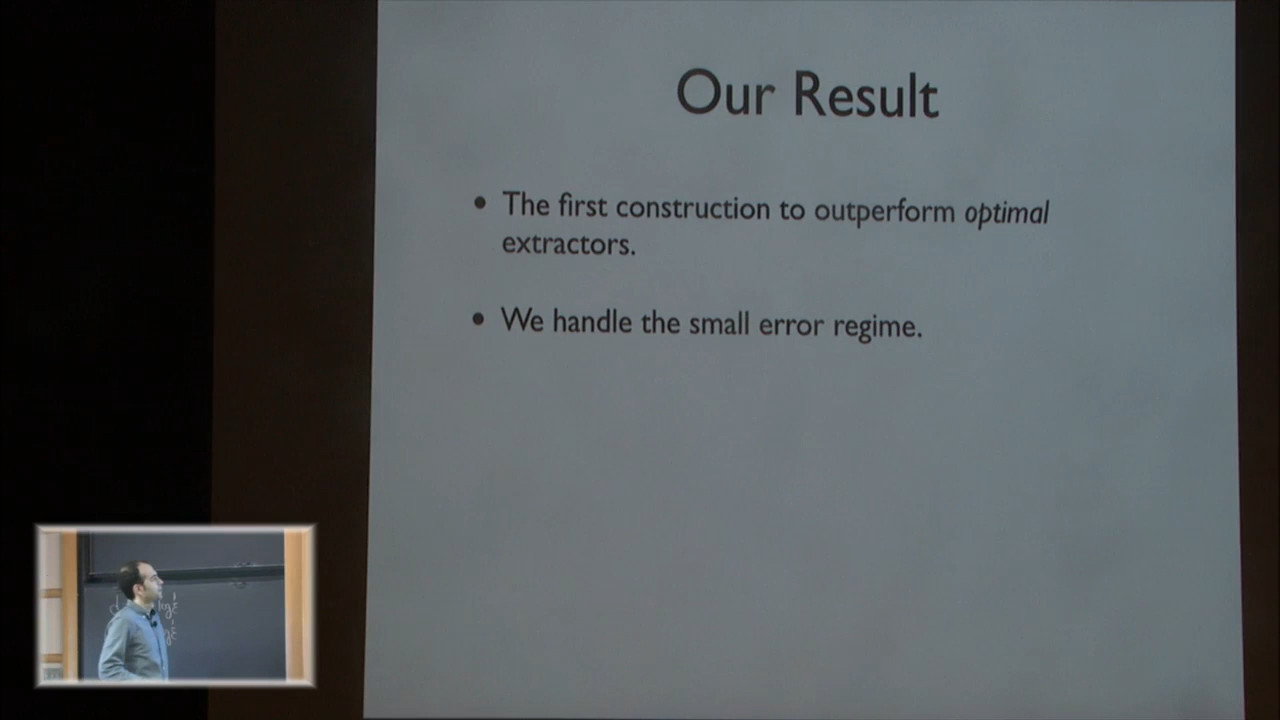 Our Result
• The first construction to outperform optimal
extractors.
• We handle the small error regime.